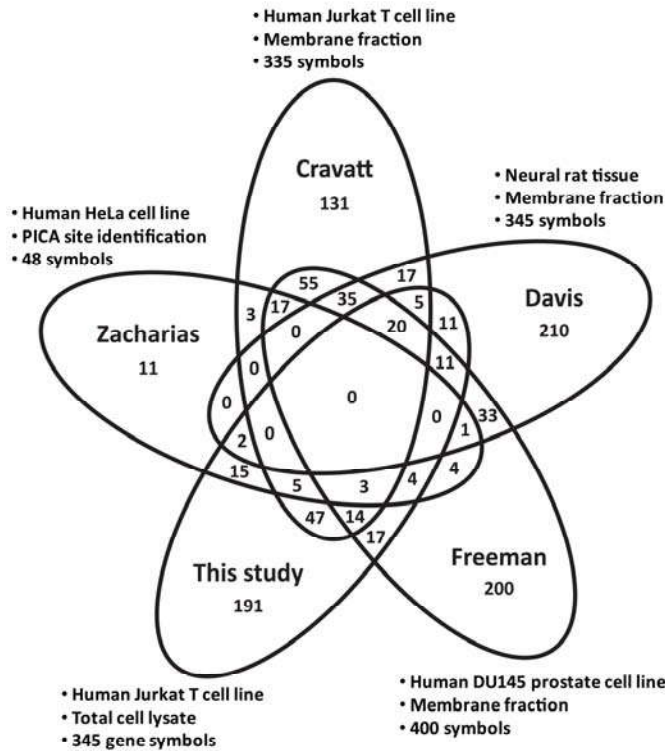 • Human Jurkat T cell line
• Membrane fraction
• 335 symbols
Cravatt
131
• Neural rat tissue
• Membrane fraction
• 345 symbols
• Human HeLa cell line
• PICA site identification
• 48 symbols
Davis
210
Zacharias
11
55
17
3
17
35
5
0
20
11
0
11
0
0
0
33
2
0
1
15
5
3
4
4
47
14
17
This study
191
Freeman
200
• Human Jurkat T cell line
• Total cell lysate
• 345 gene symbols
• Human DU145 prostate cell line
• Membrane fraction
• 400 symbols